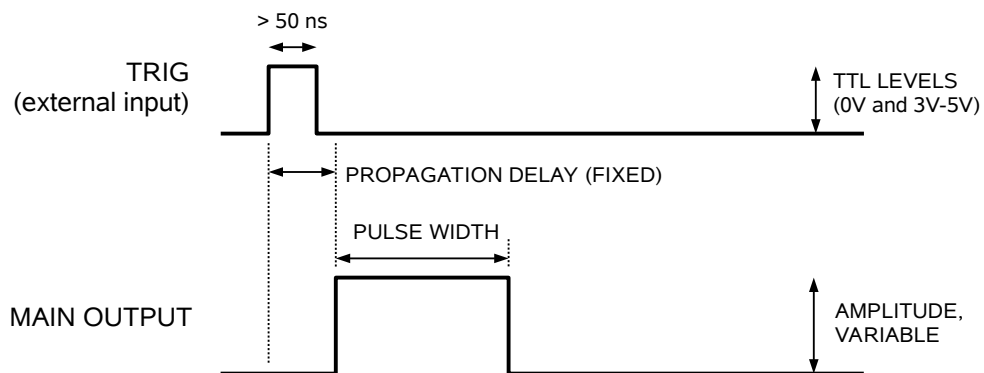 > 50 ns
TRIG
(external input)
TTL LEVELS
(0V and 3V-5V)
PROPAGATION DELAY (FIXED)
PULSE WIDTH
MAIN OUTPUT
AMPLITUDE,
VARIABLE